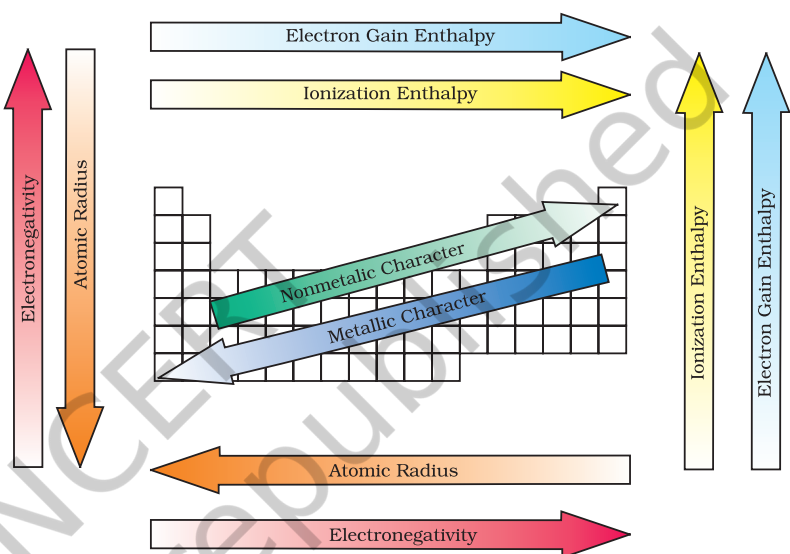 Electron Gain Enthalpy
Ionization Enthalpy
Electronegativity
Atomic Radius
Nonmetalic Character
Metallic Character
Ionization Enthalpy
Electron Gain Enthalpy
Atomic Radius
Electronegativity
NCERT
republished